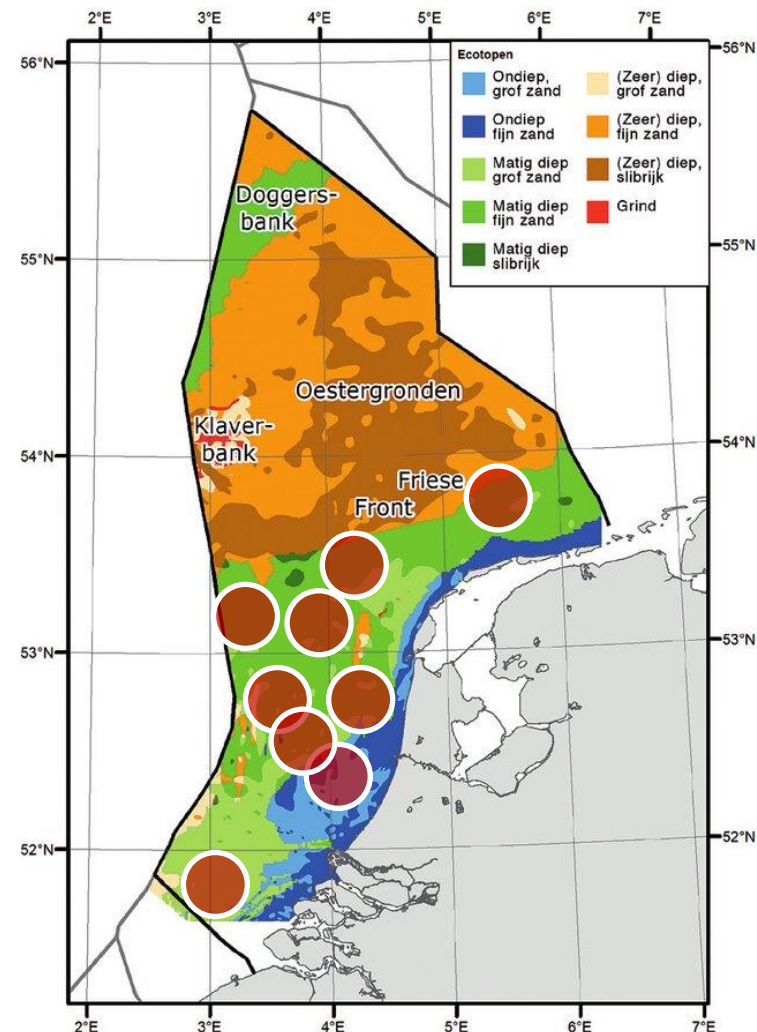 2°E 3°E 4°E 5°E 6°E 7°E
56°N
56°N
Ecotopen
Ondiep,
grof zand
(Zeer) diep,
grof zand
Ondiep
fijn zand
(Zeer) diep,
fijn zand
Matig diep
grof zand
(Zeer) diep,
slibrijk
Matig diep
fijn zand
Grind
Matig diep
slibrijk
Doggers-
bank
55°N
55°N
Oestergronden
Klaver-
bank
54°N
54°N
Friese
Front
53°N
53°N
52°N
52°N
2°E 3°E 4°E 5°E 6°E 7°E